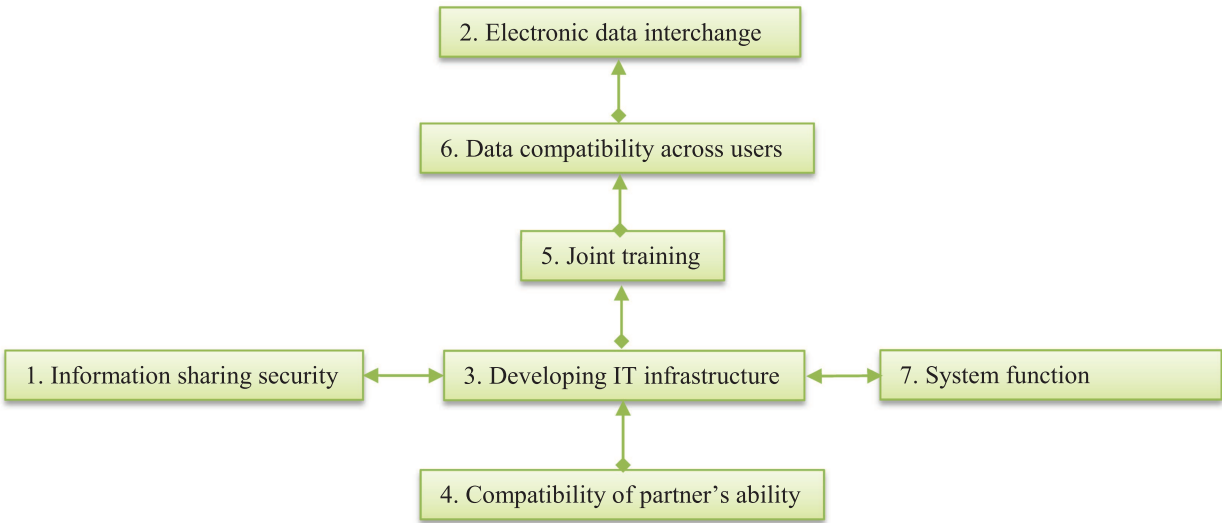 2. Electronic data interchange
6. Data compatibility across users
5. Joint training
1. Information sharing security
3. Developing IT infrastructure
7. System function
4. Compatibility of partner’s ability